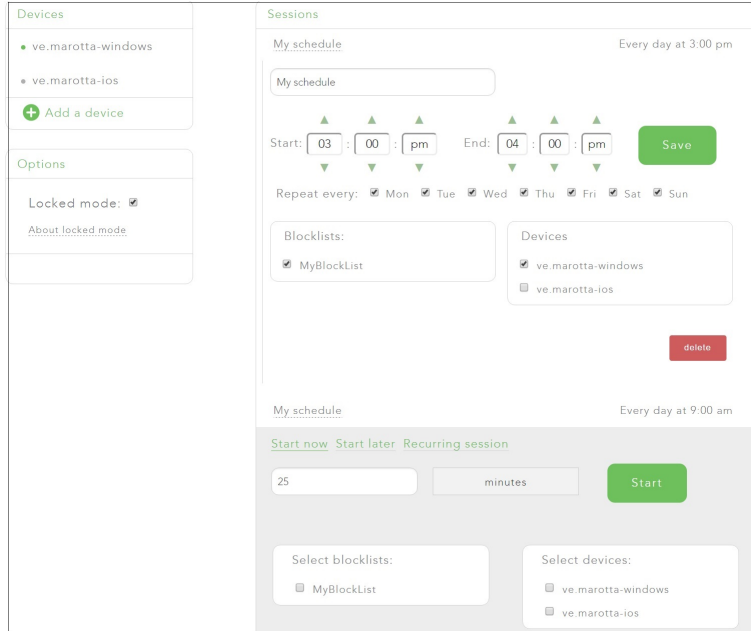 Devices
ve.marotta-windows
ve.marotta-ios
Add a device
Options
Locked mode:
About locked mode
Sessions
My schedule Every day at 3:00 pm
My schedule
Start: 03 : 00 : pm End: 04 : 00 : pm Save
Repeat every: Mon Tue Wed Thu Fri Sat Sun
Blocklists:
MyBlockList
Devices
ve.marotta-windows
ve.marotta-ios
delete
My schedule Every day at 9:00 am
Start now Start later Recurring session
25 minutes Start
Select blocklists:
MyBlockList
Select devices:
ve.marotta-windows
ve.marotta-ios